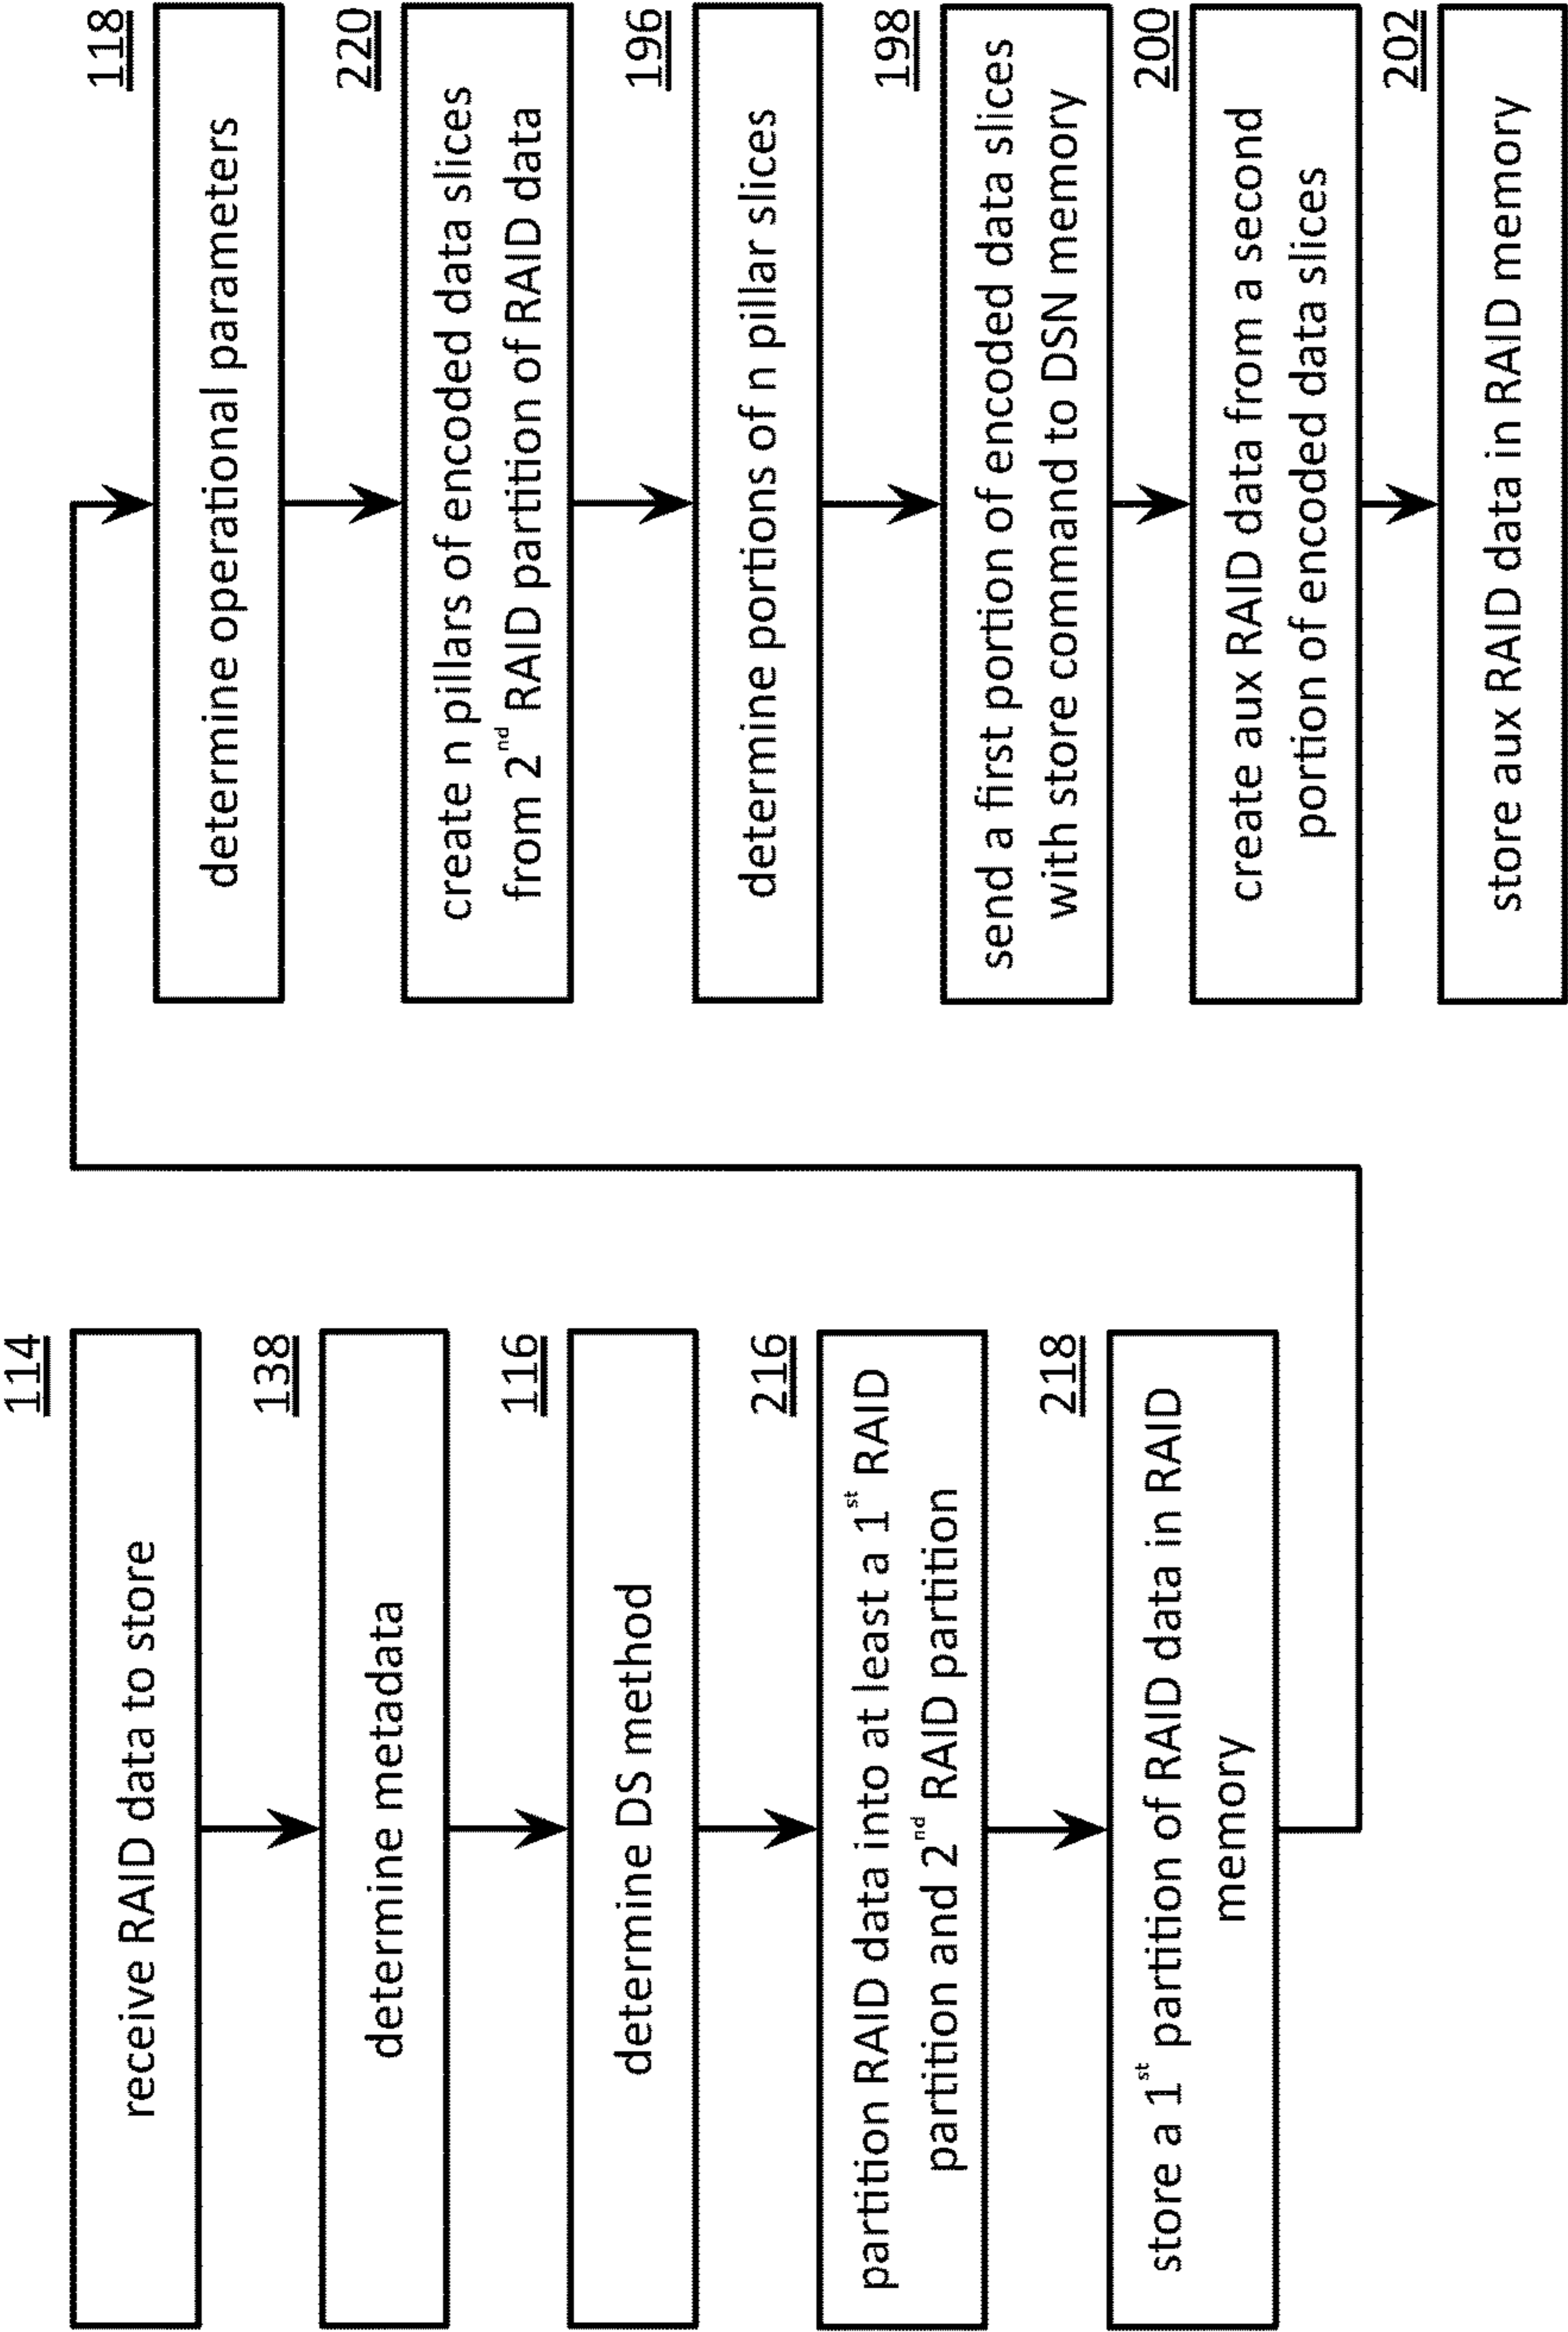 114
receive RAID data to store
138
determine metadata
116
determine DS method
216
partition RAID data into at least a 1st RAID
partition and 2nd RAID partition
218
store a 1st partition of RAID data in RAID
memory
118
determine operational parameters
220
create n pillars of encoded data slices
from 2nd RAID partition of RAID data
196
determine portions of n pillar slices
198
send a first portion of encoded data slices
with store command to DSN memory
200
create aux RAID data from a second
portion of encoded data slices
202
store aux RAID data in RAID memory